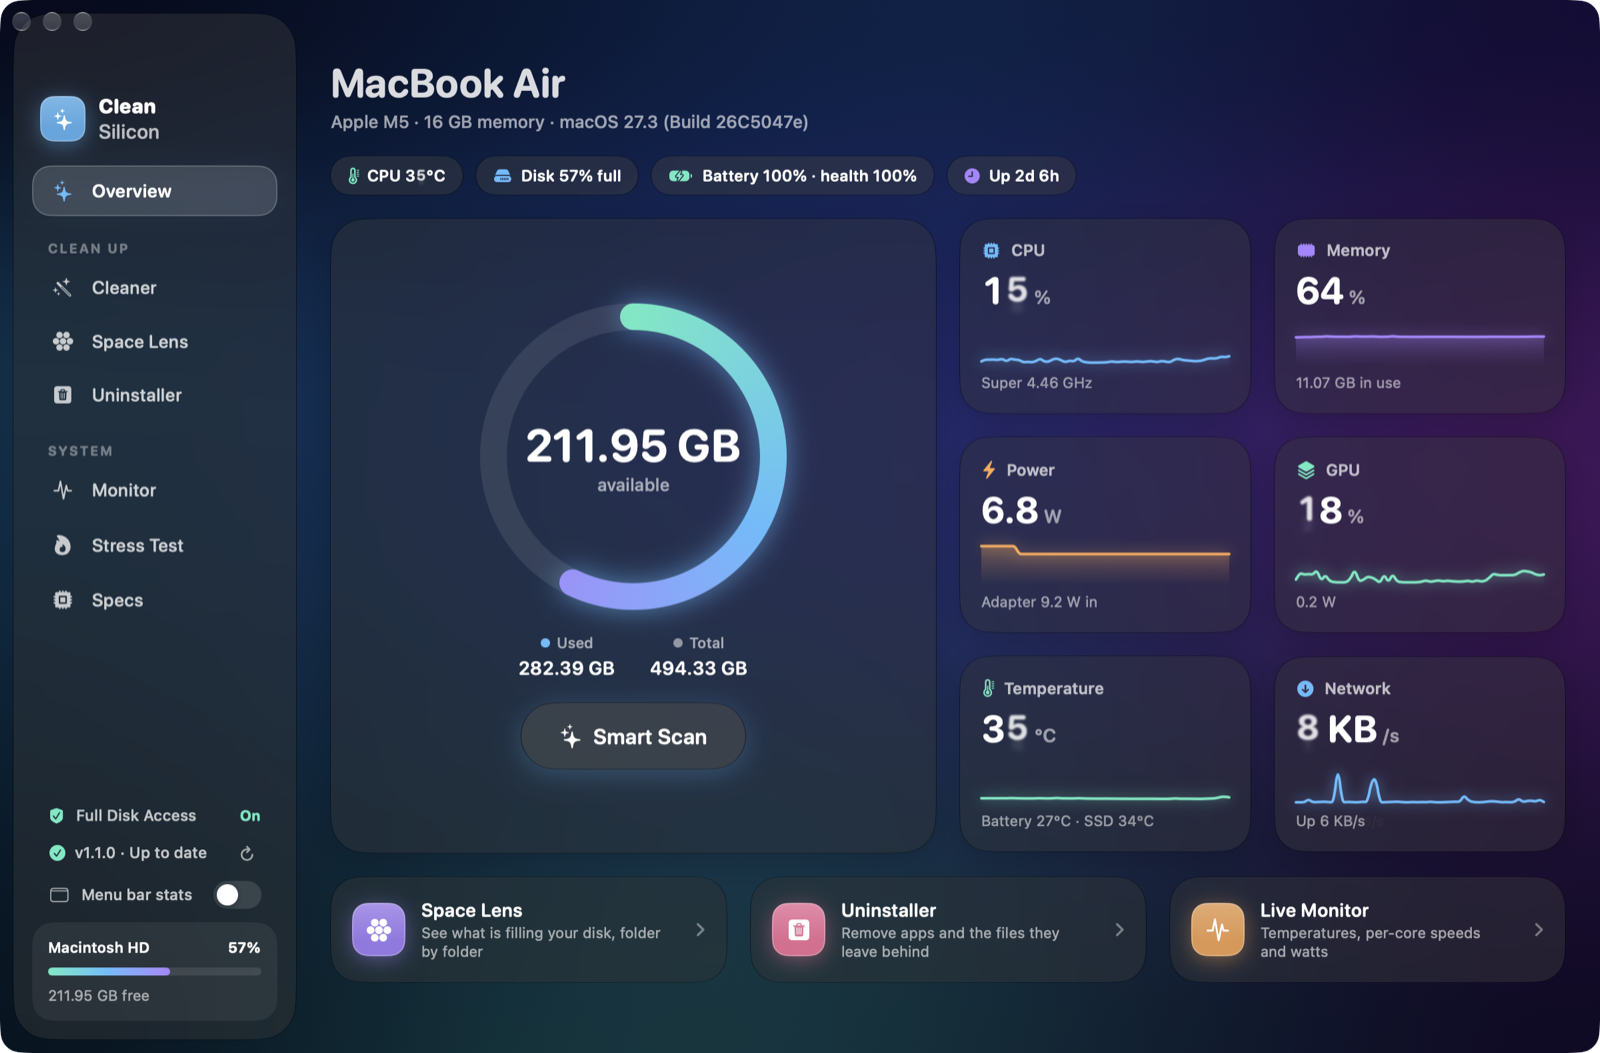 Clean
Silicon
Overview
CLEAN UP
Cleaner
Space Lens
Uninstaller
SYSTEM
Monitor
Stress Test
Specs
Full Disk Access On
v1.1.0 · Up to date
Menu bar stats
Macintosh HD 57%
211.95 GB free
MacBook Air
Apple M5 · 16 GB memory · macOS 27.3 (Build 26C5047e)
CPU 35°C
Disk 57% full
Battery 100% · health 100%
Up 2d 6h
211.95 GB
available
Used
282.39 GB
Total
494.33 GB
Smart Scan
CPU
15 %
Super 4.46 GHz
Memory
64 %
11.07 GB in use
Power
6.8 W
Adapter 9.2 W in
GPU
18 %
0.2 W
Temperature
35 °C
Battery 27°C · SSD 34°C
Network
8 KB /s
Up 6 KB/s
Space Lens
See what is filling your disk, folder
by folder
Uninstaller
Remove apps and the files they
leave behind
Live Monitor
Temperatures, per-core speeds
and watts